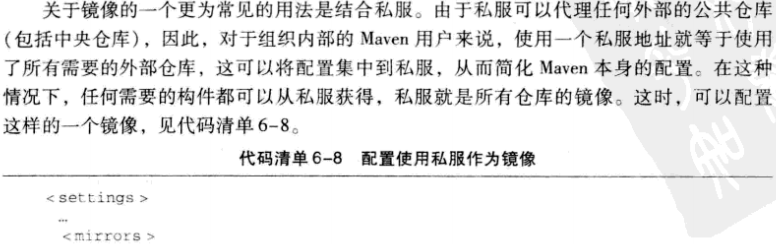 关于镜像的一个更为常见的用法是结合私服。由于私服可以代理任何外部的公共仓库
(包括中央仓库),因此,对于组织内部的 Maven 用户来说,使用一个私服地址就等于使用
了所有需要的外部仓库,这可以将配置集中到私服,从而简化 Maven 本身的配置。在这种
情况下,任何需要的构件都可以从私服获得,私服就是所有仓库的镜像。这时,可以配置
这样的一个镜像,见代码清单 6-8。
代码清单 6-8 配置使用私服作为镜像
<settings>
…
<mirrors>